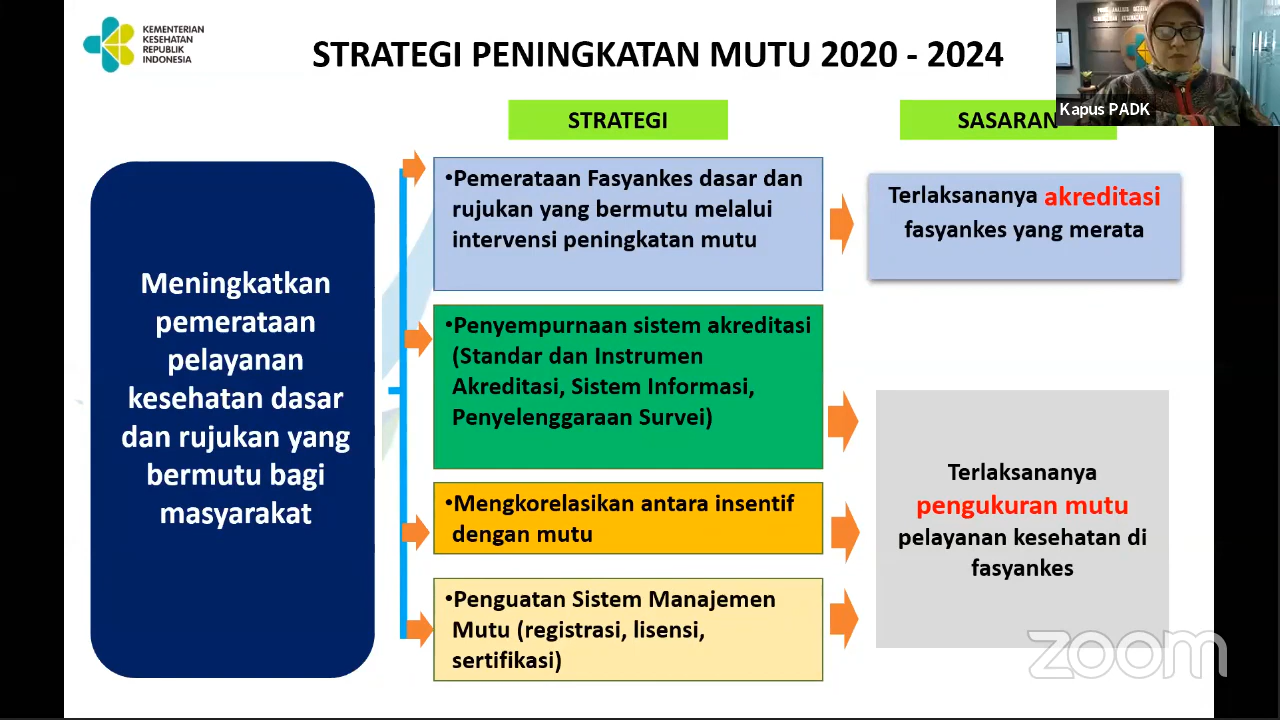 KEMENTERIAN
KESEHATAN
REPUBLIK
INDONESIA
STRATEGI PENINGKATAN MUTU 2020 - 2024
Kapus PADK
STRATEGI
SASARAN
Meningkatkan
pemerataan
pelayanan
kesehatan dasar
dan rujukan yang
bermutu bagi
masyarakat
•Pemerataan Fasyankes dasar dan
rujukan yang bermutu melalui
intervensi peningkatan mutu
Terlaksananya akreditasi
fasyankes yang merata
•Penyempurnaan sistem akreditasi
(Standar dan Instrumen
Akreditasi, Sistem Informasi,
Penyelenggaraan Survei)
•Mengkorelasikan antara insentif
dengan mutu
•Penguatan Sistem Manajemen
Mutu (registrasi, lisensi,
sertifikasi)
Terlaksananya
pengukuran mutu
pelayanan kesehatan di
fasyankes
zoom